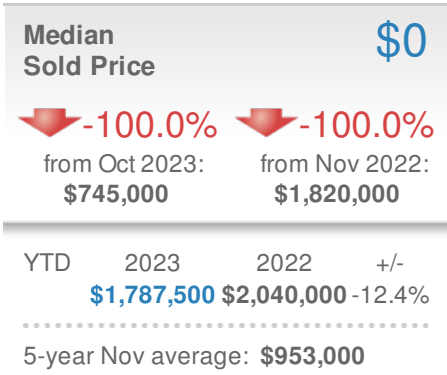 Median
Sold Price
$0
-100.0% -100.0%
from Oct 2023: from Nov 2022:
$745,000 $1,820,000
YTD 2023 2022 +/-
$1,787,500 $2,040,000 -12.4%
5-year Nov average: $953,000